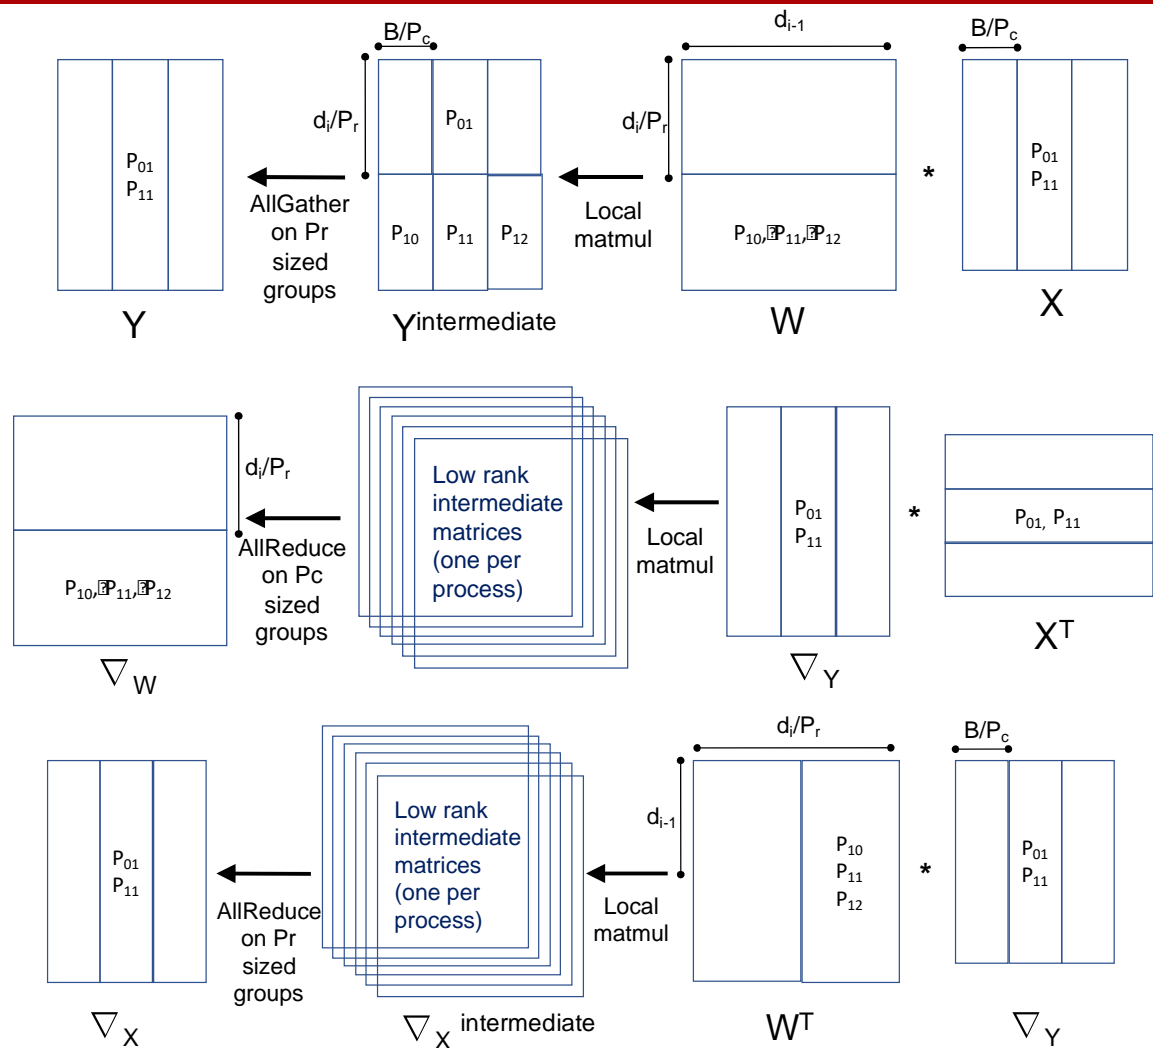 B/Pc
di-1
B/Pc
di/Pr
di/Pr
P01
P11
P01
P10
P11
P12
P10, P11, P12
P01
P11
*
AllGather
on Pr
sized
groups
Local
matmul
Y
Yintermediate
W
X
di/Pr
Low rank
intermediate
matrices
(one per
process)
P01
P11
*
P01, P11
P10, P11, P12
AllReduce
on Pc
sized
groups
Local
matmul
∇W
∇Y
XT
di/Pr
B/Pc
di-1
P01
P11
Low rank
intermediate
matrices
(one per
process)
P10
P11
P12
*
P01
P11
AllReduce
on Pr
sized
groups
Local
matmul
∇X
∇X intermediate
WT
∇Y